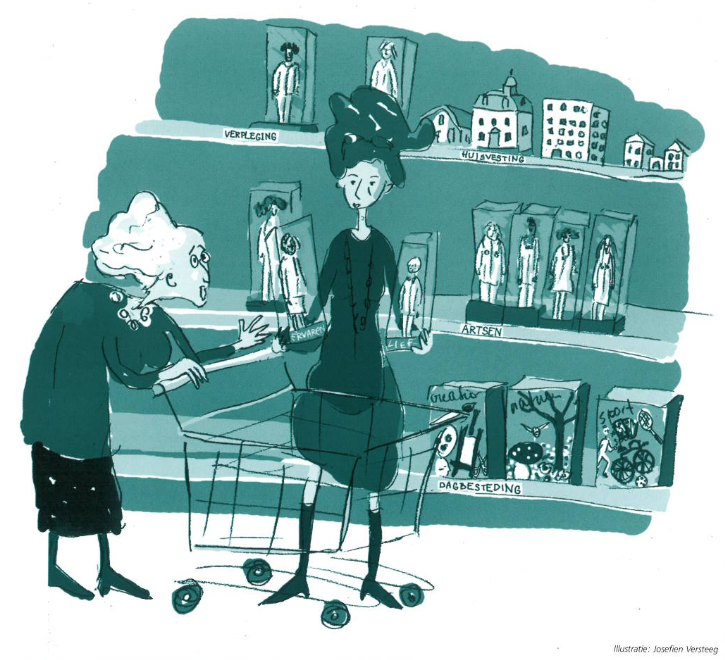 VERPLEGING
HUISVESTING
ERVAREN
LIEF
ARTSEN
creatief
natuur
sport
DAGBESTEDING
Illustratie: Josefien Versteeg